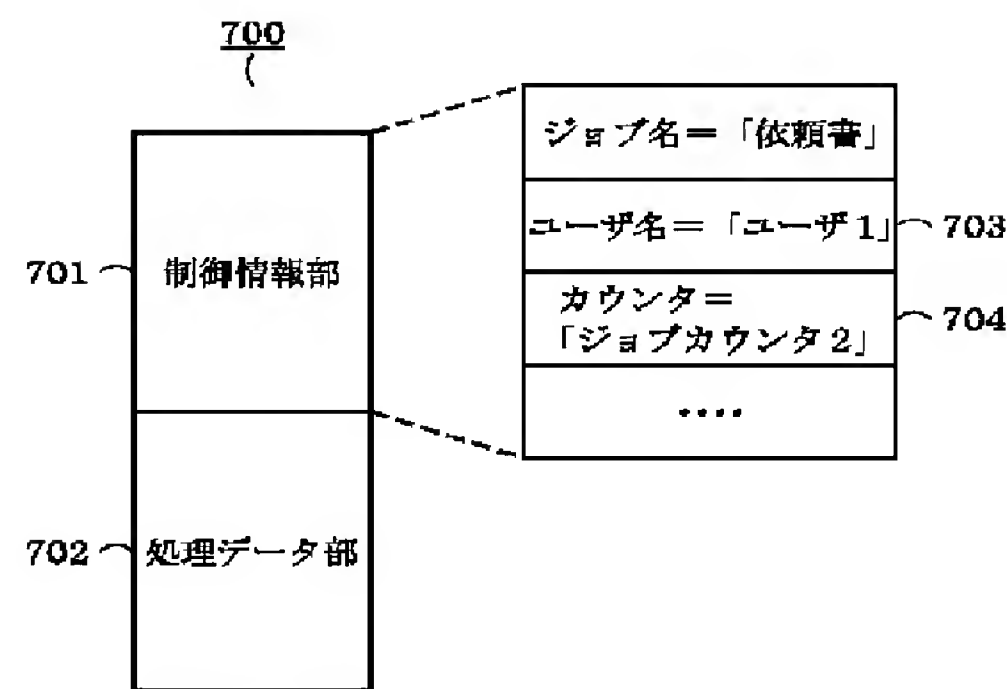 700
701
制御情報部
702
処理データ部
ジョブ名=「依頼書」
ユーザ名=「ユーザ1」
703
カウンタ=
「ジョブカウンタ2」
704
‥‥